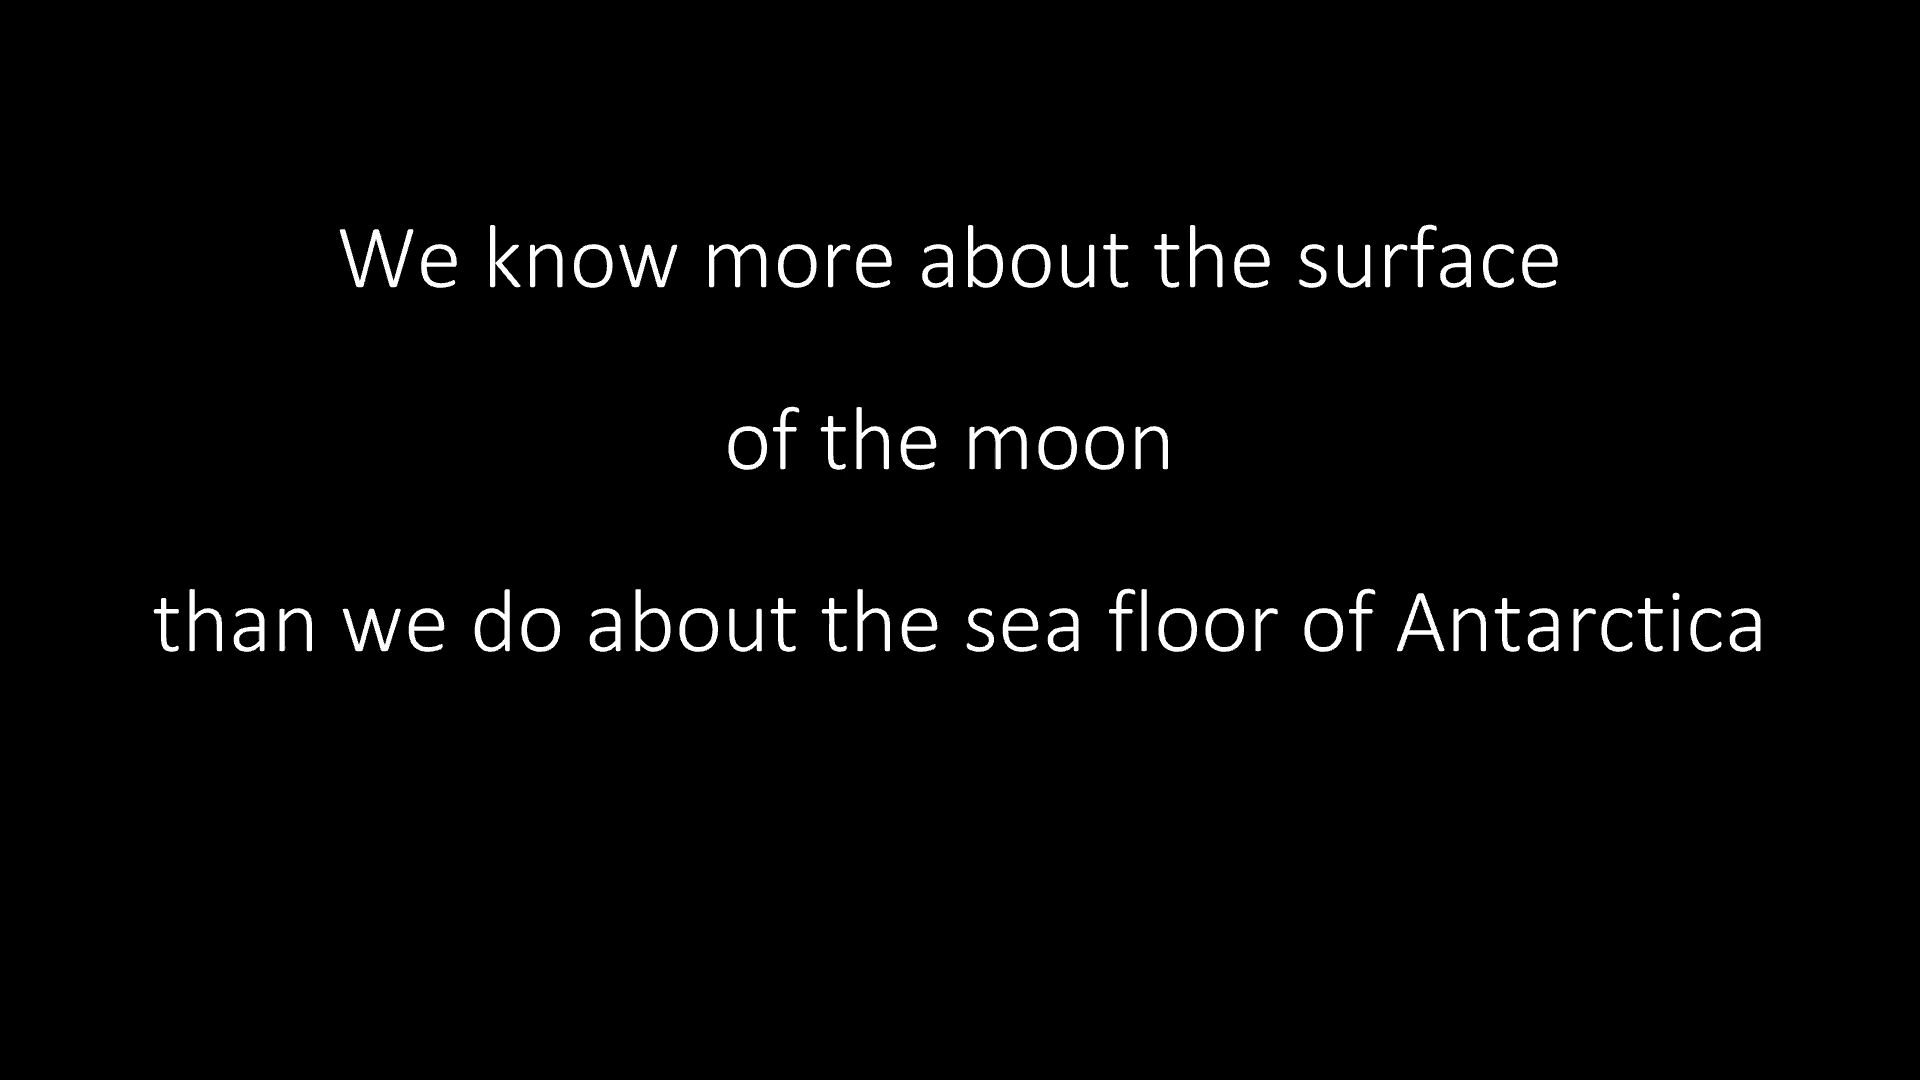 We know more about the surface
of the moon
than we do about the sea floor of Antarctica